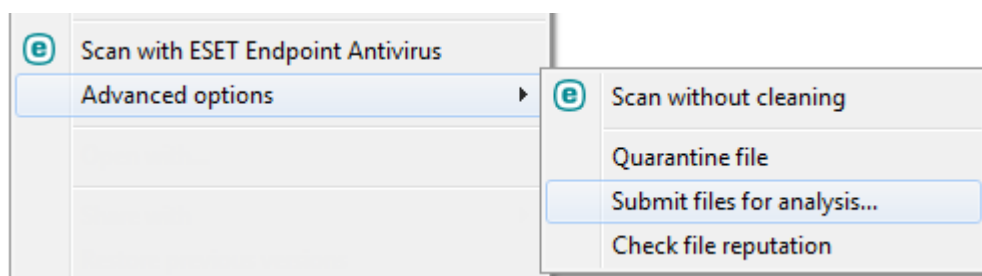 Scan with ESET Endpoint Antivirus
Advanced options
Scan without cleaning
Quarantine file
Submit files for analysis...
Check file reputation